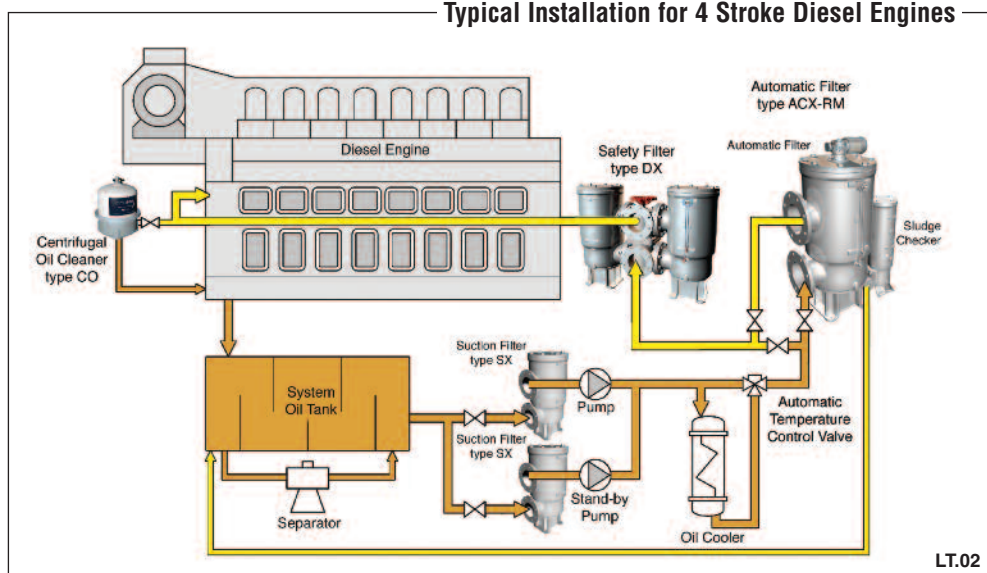 Typical Installation for 4 Stroke Diesel Engines
Automatic Filter
type ACX-RM
Diesel Engine
Safety Filter
type DX
Automatic Filter
Sludge
Checker
Centrifugal
Oil Cleaner
type CO
Suction Filter
type SX
System
Oil Tank
Pump
Automatic
Temperature
Control Valve
Suction Filter
type SX
Stand-by
Pump
Separator
Oil Cooler
LT.02